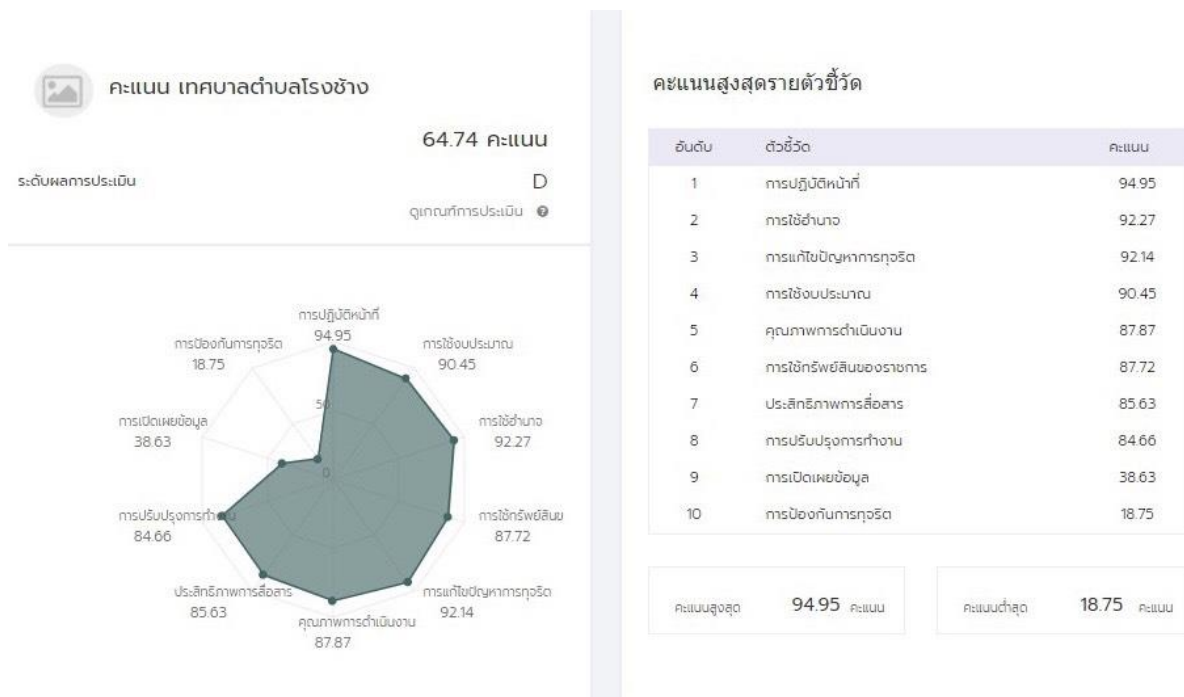 คะแนน เทศบาลตำบลโรงช้าง
64.74 คะแนน
ระดับผลการประเมิน D
ดูเกณฑ์การประเมิน
การปฏิบัติหน้าที่
94.95
การป้องกันการทุจริต
18.75
การใช้งบประมาณ
90.45
50
การเปิดเผยข้อมูล
38.63
การใช้อำนาจ
92.27
0
การปรับปรุงการทำงาน
84.66
การใช้ทรัพย์สินข
87.72
ประสิทธิภาพการสื่อสาร
85.63
การแก้ไขปัญหาการทุจริต
92.14
คุณภาพการดำเนินงาน
87.87
คะแนนสูงสุดรายตัวชี้วัด
อันดับ ตัวชี้วัด คะแนน
1 การปฏิบัติหน้าที่ 94.95
2 การใช้อำนาจ 92.27
3 การแก้ไขปัญหาการทุจริต 92.14
4 การใช้งบประมาณ 90.45
5 คุณภาพการดำเนินงาน 87.87
6 การใช้ทรัพย์สินของราชการ 87.72
7 ประสิทธิภาพการสื่อสาร 85.63
8 การปรับปรุงการทำงาน 84.66
9 การเปิดเผยข้อมูล 38.63
10 การป้องกันการทุจริต 18.75
คะแนนสูงสุด 94.95 คะแนน
คะแนนต่ำสุด 18.75 คะแนน